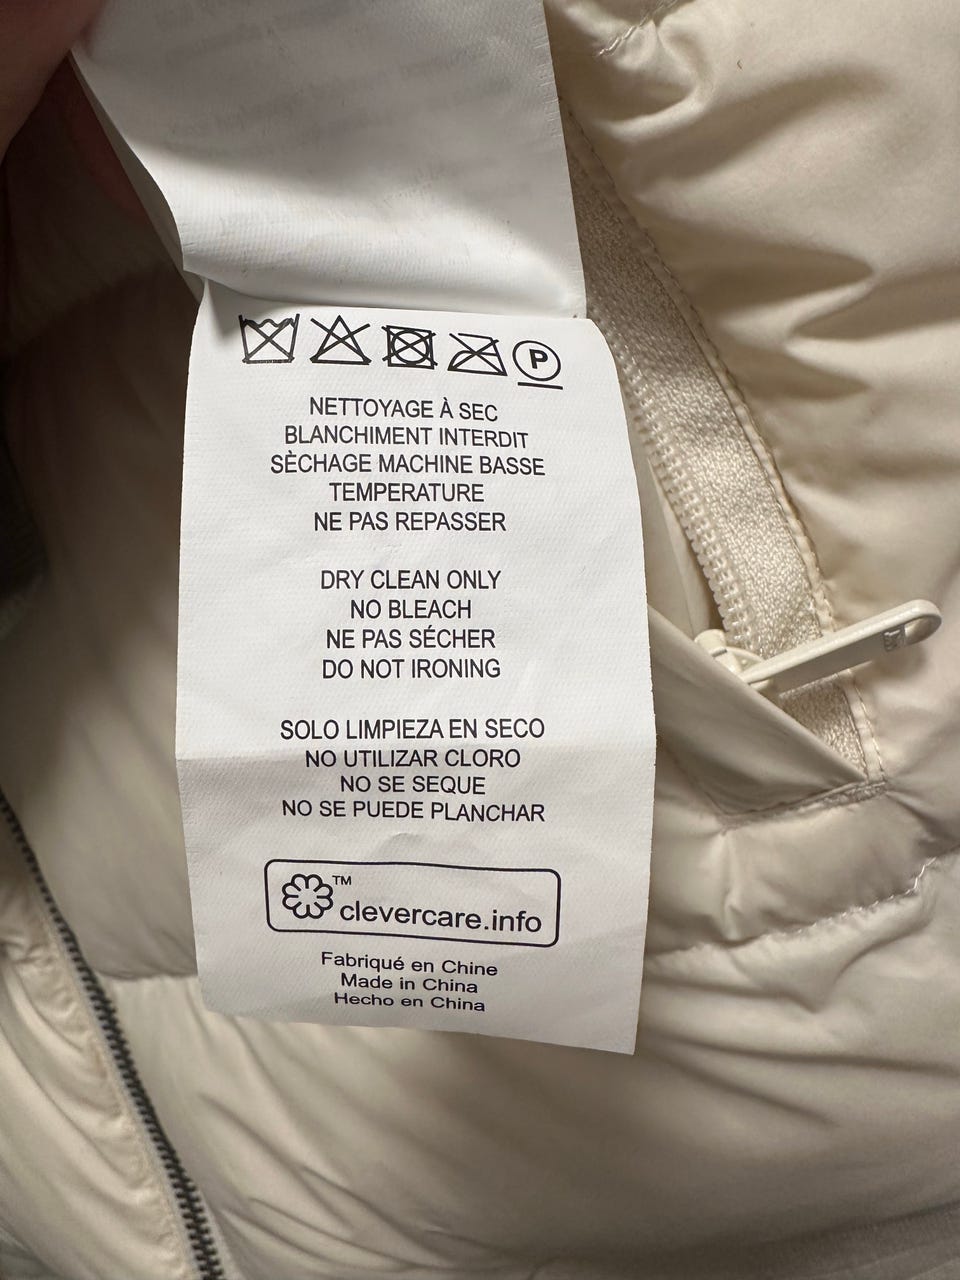 P
NETTOYAGE À SEC
BLANCHIMENT INTERDIT
SÈCHAGE MACHINE BASSE
TEMPERATURE
NE PAS REPASSER
DRY CLEAN ONLY
NO BLEACH
NE PAS SÉCHER
DO NOT IRONING
SOLO LIMPIEZA EN SECO
NO UTILIZAR CLORO
NO SE SEQUE
NO SE PUEDE PLANCHAR
TM
clevercare.info
Fabriqué en Chine
Made in China
Hecho en China